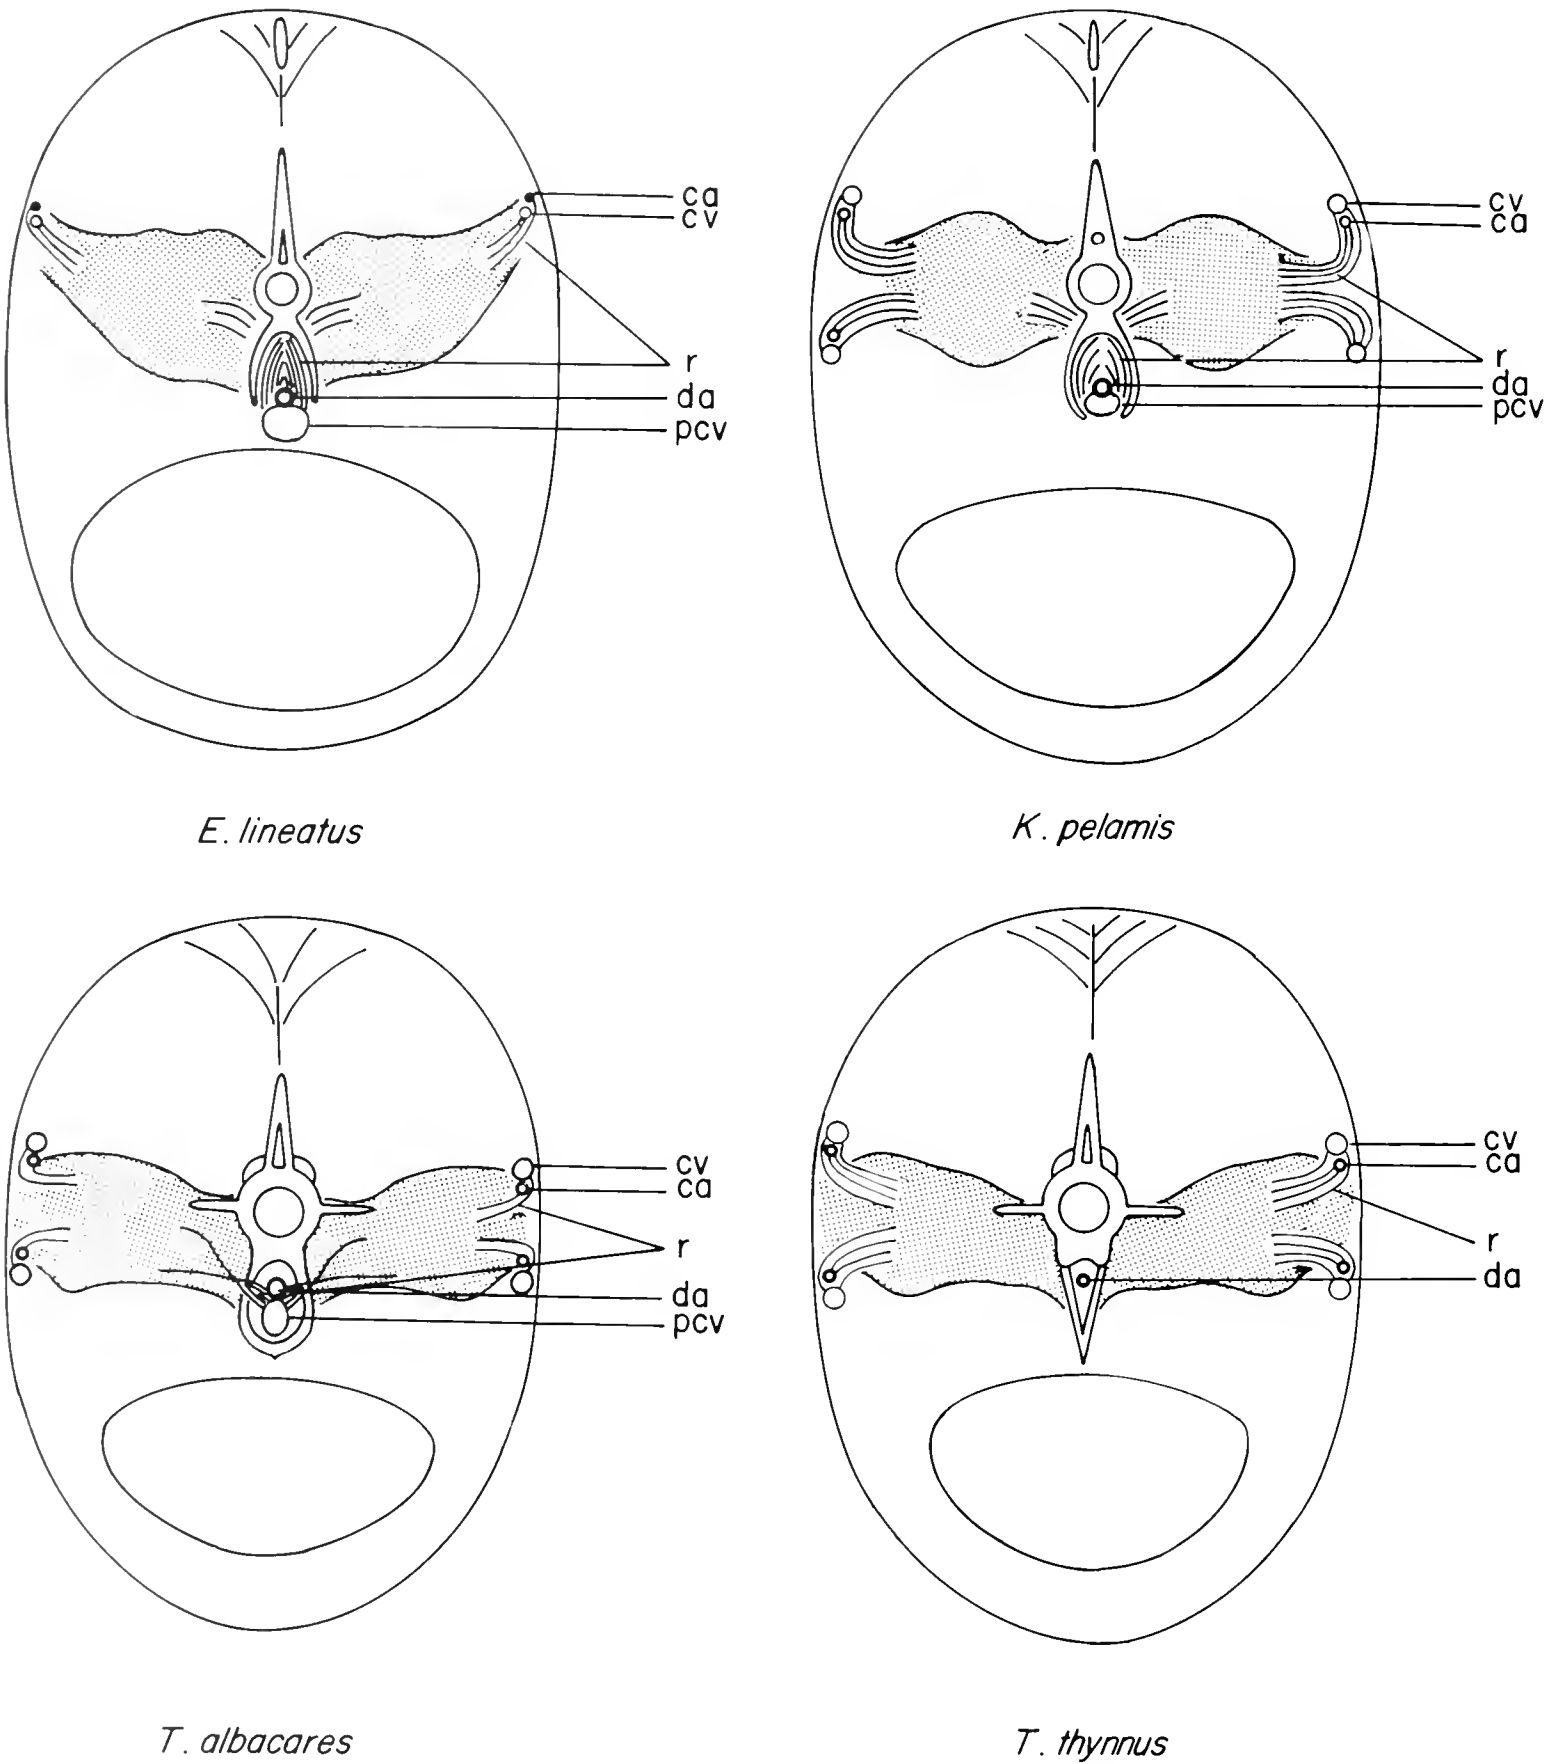 ca
cv
r
da
pcv
E. lineatus
cv
ca
r
da
pcv
K. pelamis
cv
ca
r
da
pcv
T. albacares
cv
ca
r
da
T. thynnus